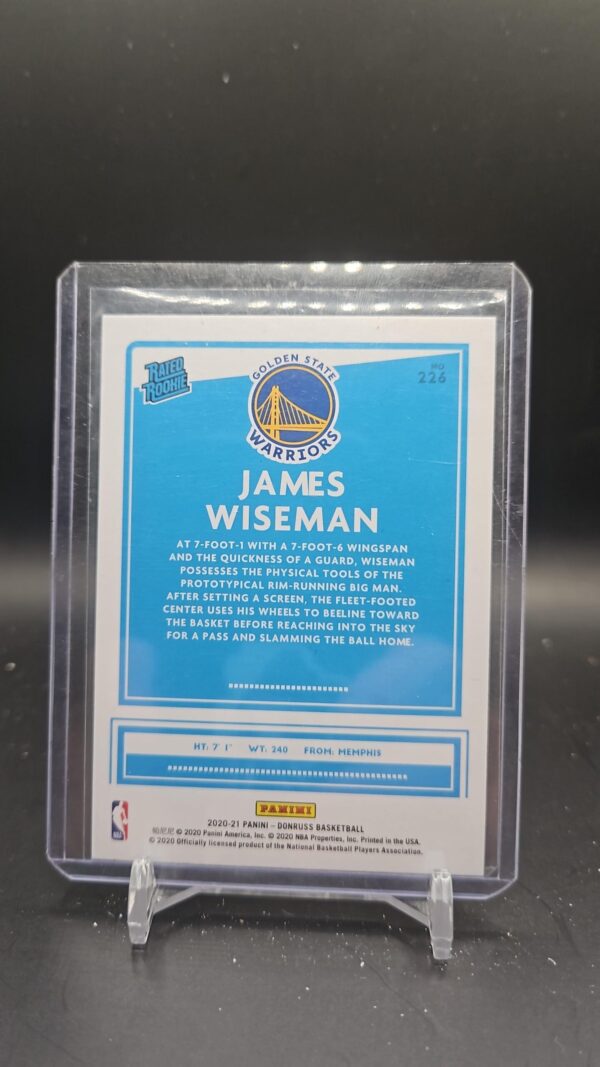 RATED
ROOKIE
GOLDEN STATE
WARRIORS
NO
226
JAMES
WISEMAN
AT 7-FOOT-1 WITH A 7-FOOT-6 WINGSPAN
AND THE QUICKNESS OF A GUARD, WISEMAN
POSSESSES THE PHYSICAL TOOLS OF THE
PROTOTYPICAL RIM-RUNNING BIG MAN.
AFTER SETTING A SCREEN, THE FLEET-FOOTED
CENTER USES HIS WHEELS TO BEELINE TOWARD
THE BASKET BEFORE REACHING INTO THE SKY
FOR A PASS AND SLAMMING THE BALL HOME.
HT: 7' 1" WT: 240 FROM: MEMPHIS
PANINI
NBA
2020-21 PANINI – DONRUSS BASKETBALL
帕尼尼 © 2020 Panini America, Inc. © 2020 NBA Properties, Inc. Printed in the USA.
© 2020 Officially licensed product of the National Basketball Players Association.